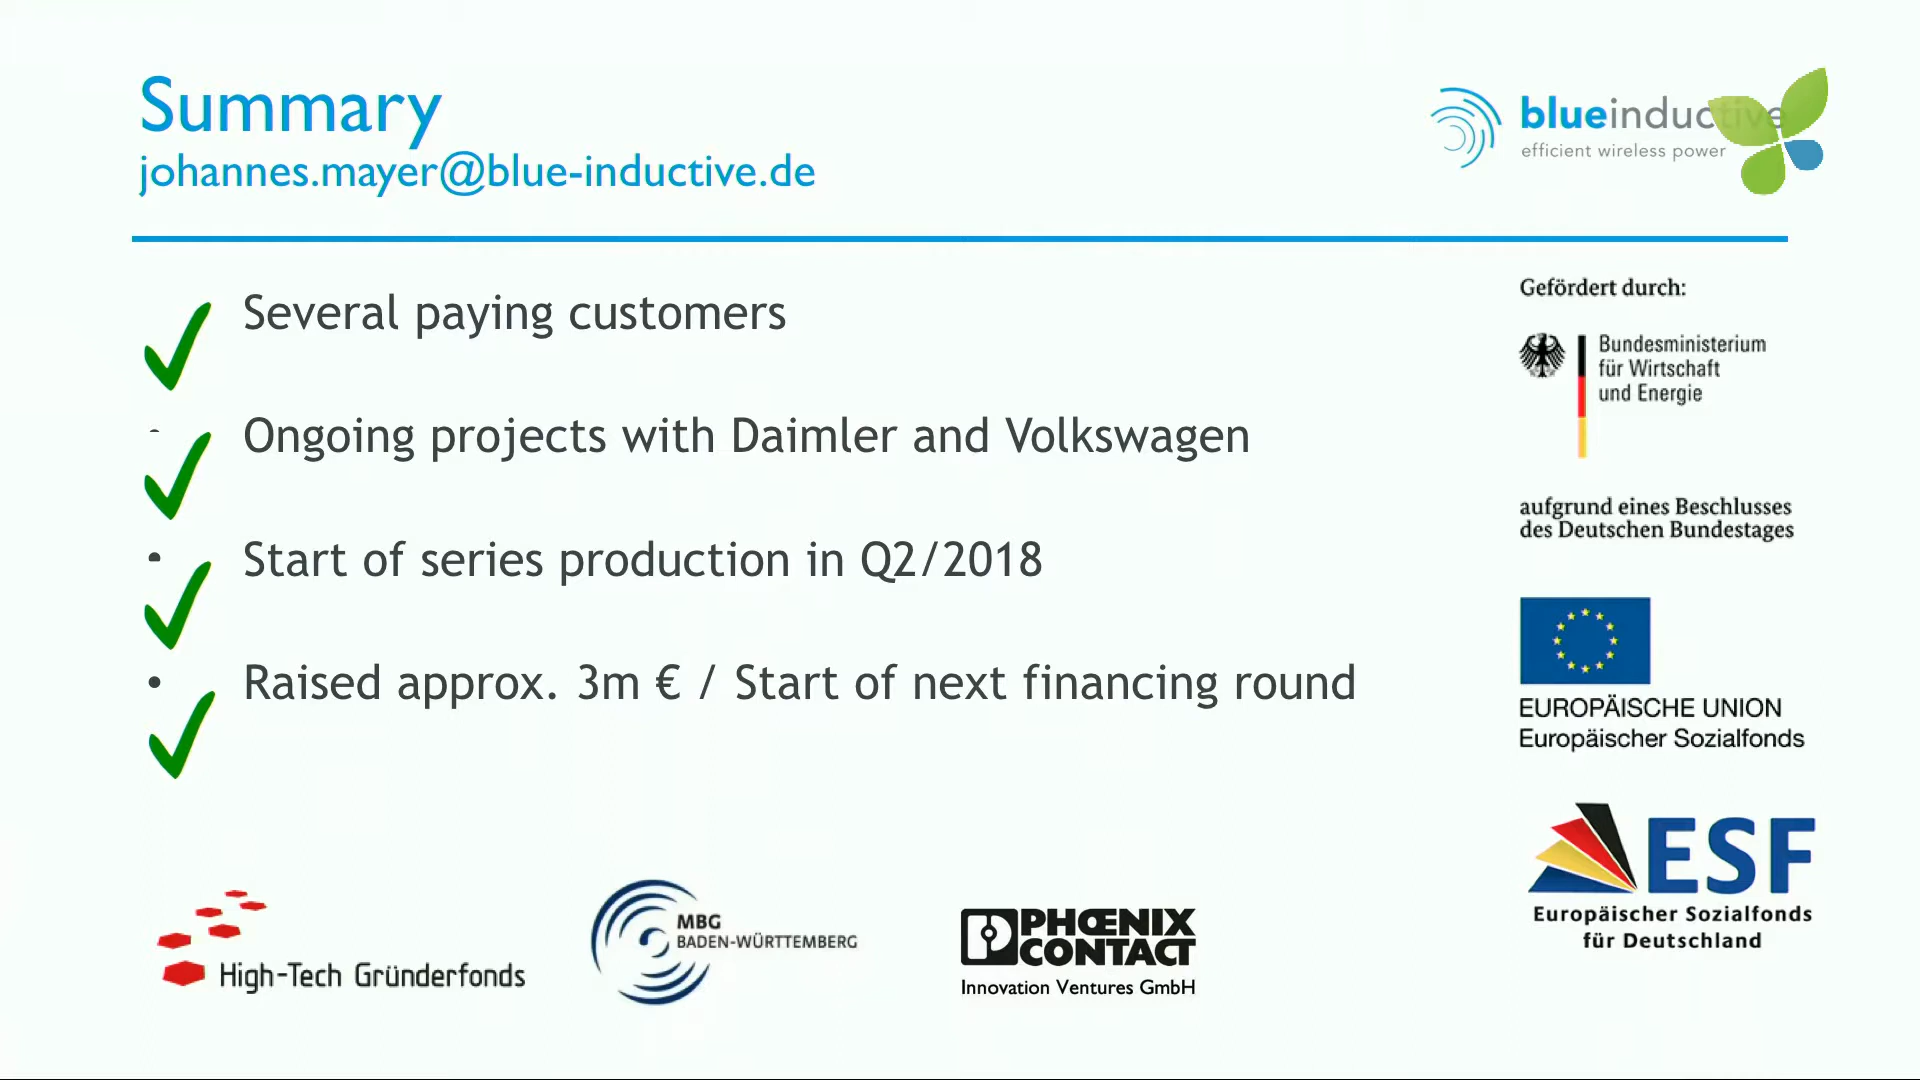 Summary
johannes.mayer@blue-inductive.de
blueinductive
efficient wireless power
Several paying customers
Ongoing projects with Daimler and Volkswagen
Start of series production in Q2/2018
Raised approx. 3m € / Start of next financing round
Gefördert durch:
Bundesministerium
für Wirtschaft
und Energie
aufgrund eines Beschlusses
des Deutschen Bundestages
EUROPÄISCHE UNION
Europäischer Sozialfonds
ESF
Europäischer Sozialfonds
für Deutschland
High-Tech Gründerfonds
MBG
BADEN-WÜRTTEMBERG
PHŒNIX
CONTACT
Innovation Ventures GmbH